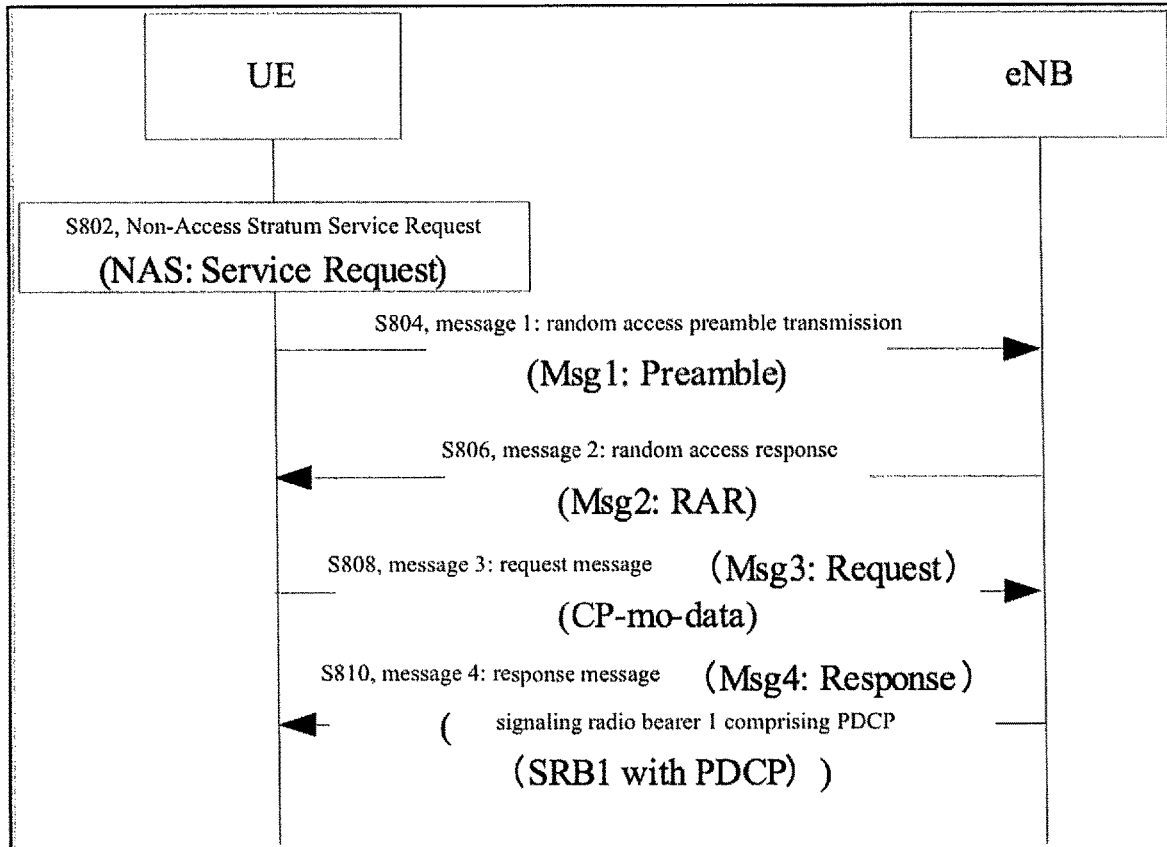 UE
eNB
S802, Non-Access Stratum Service Request
(NAS: Service Request)
S804, message 1: random access preamble transmission
(Msg1: Preamble)
S806, message 2: random access response
(Msg2: RAR)
S808, message 3: request message (Msg3: Request)
(CP-mo-data)
S810, message 4: response message (Msg4: Response)
( signaling radio bearer 1 comprising PDCP
(SRB1 with PDCP) )